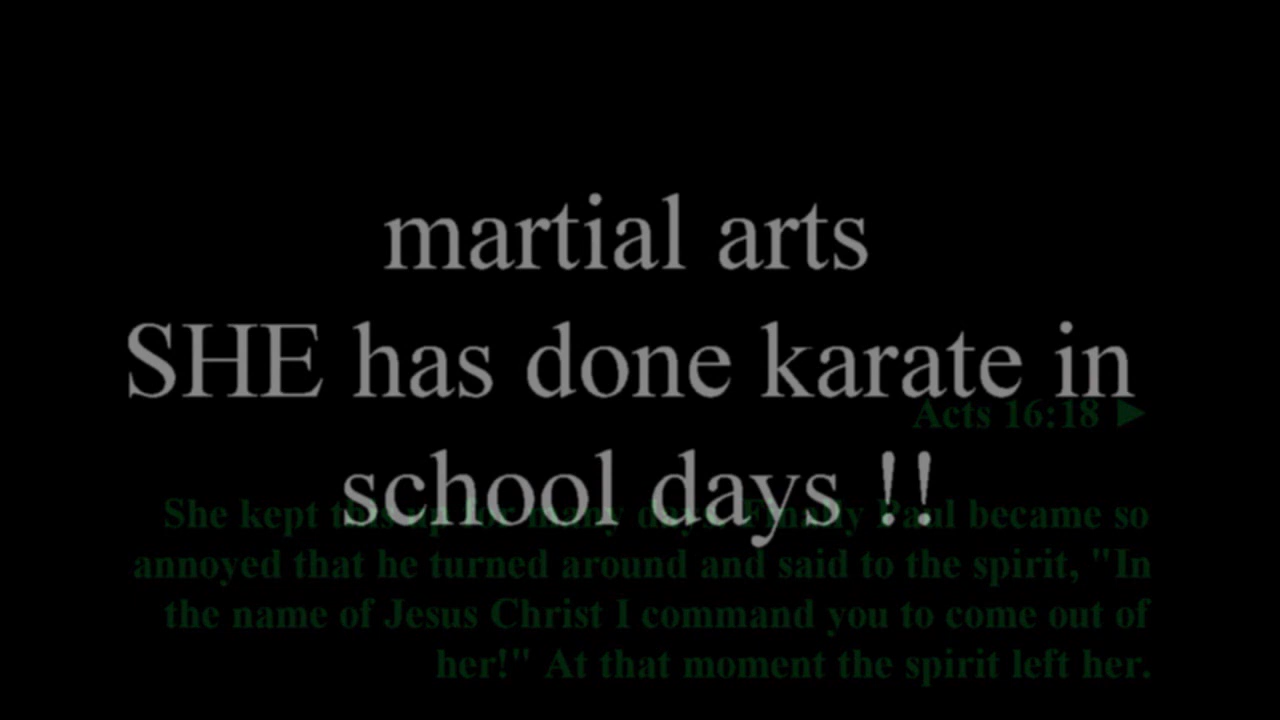 martial arts
SHE has done karate in
school days !!
Acts 16:18 ►
She kept this up for many days. Finally Paul became so
annoyed that he turned around and said to the spirit, "In
the name of Jesus Christ I command you to come out of
her!" At that moment the spirit left her.